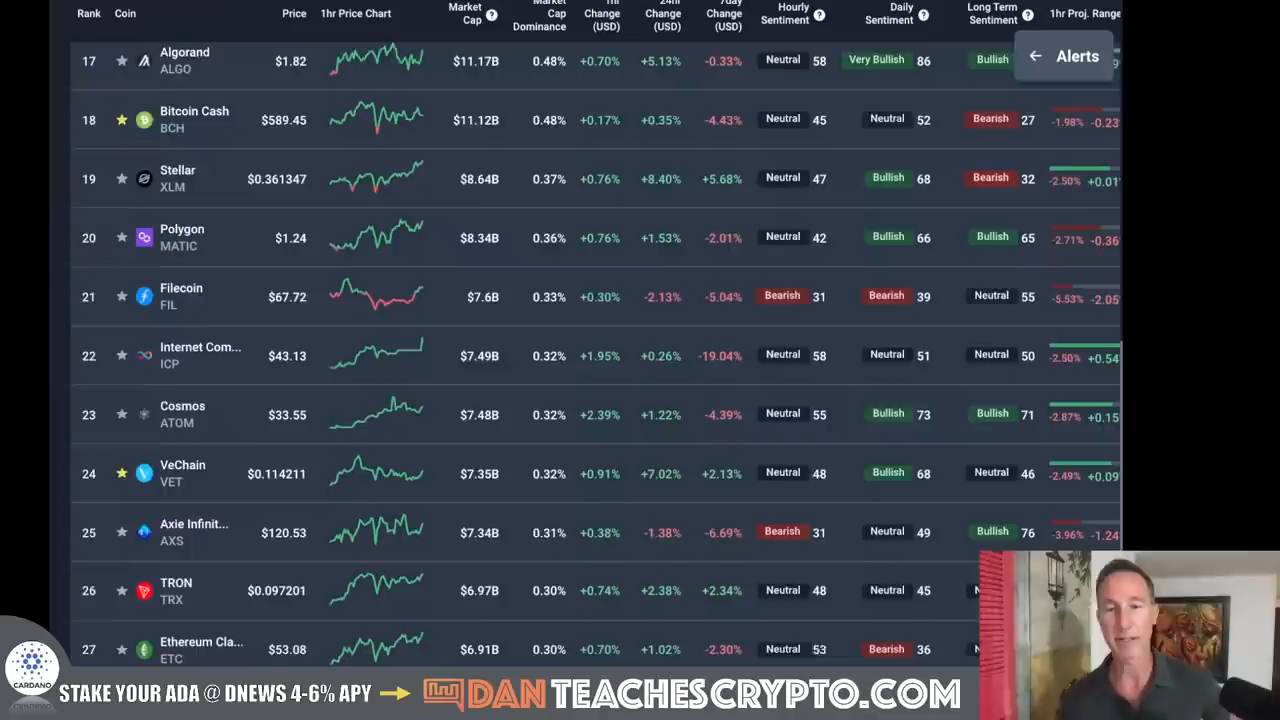 Rank Coin Price 1hr Price Chart Market Cap ? Market Cap Dominance 1hr Change (USD) 24hr Change (USD) 7day Change (USD) Hourly Sentiment ? Daily Sentiment ? Long Term Sentiment ? 1hr Proj. Range
← Alerts
17 Algorand ALGO $1.82 $11.17B 0.48% +0.70% +5.13% -0.33% Neutral 58 Very Bullish 86 Bullish
18 Bitcoin Cash BCH $589.45 $11.12B 0.48% +0.17% +0.35% -4.43% Neutral 45 Neutral 52 Bearish 27 -1.98% -0.23
19 Stellar XLM $0.361347 $8.64B 0.37% +0.76% +8.40% +5.68% Neutral 47 Bullish 68 Bearish 32 -2.50% +0.01
20 Polygon MATIC $1.24 $8.34B 0.36% +0.76% +1.53% -2.01% Neutral 42 Bullish 66 Bullish 65 -2.71% -0.36
21 Filecoin FIL $67.72 $7.6B 0.33% +0.30% -2.13% -5.04% Bearish 31 Bearish 39 Neutral 55 -5.53% -2.05
22 Internet Com... ICP $43.13 $7.49B 0.32% +1.95% +0.26% -19.04% Neutral 58 Neutral 51 Neutral 50 -2.50% +0.54
23 Cosmos ATOM $33.55 $7.48B 0.32% +2.39% +1.22% -4.39% Neutral 55 Bullish 73 Bullish 71 -2.87% +0.15
24 VeChain VET $0.114211 $7.35B 0.32% +0.91% +7.02% +2.13% Neutral 48 Bullish 68 Neutral 46 -2.49% +0.09
25 Axie Infinit... AXS $120.53 $7.34B 0.31% +0.38% -1.38% -6.69% Bearish 31 Neutral 49 Bullish 76 -3.96% -1.24
26 TRON TRX $0.097201 $6.97B 0.30% +0.74% +2.38% +2.34% Neutral 48 Neutral 45
27 Ethereum Cla... ETC $53.08 $6.91B 0.30% +0.70% +1.02% -2.30% Neutral 53 Bearish 36
CARDANO
STAKE YOUR ADA @ DNEWS 4-6% APY DANTEACHESCRYPTO.COM